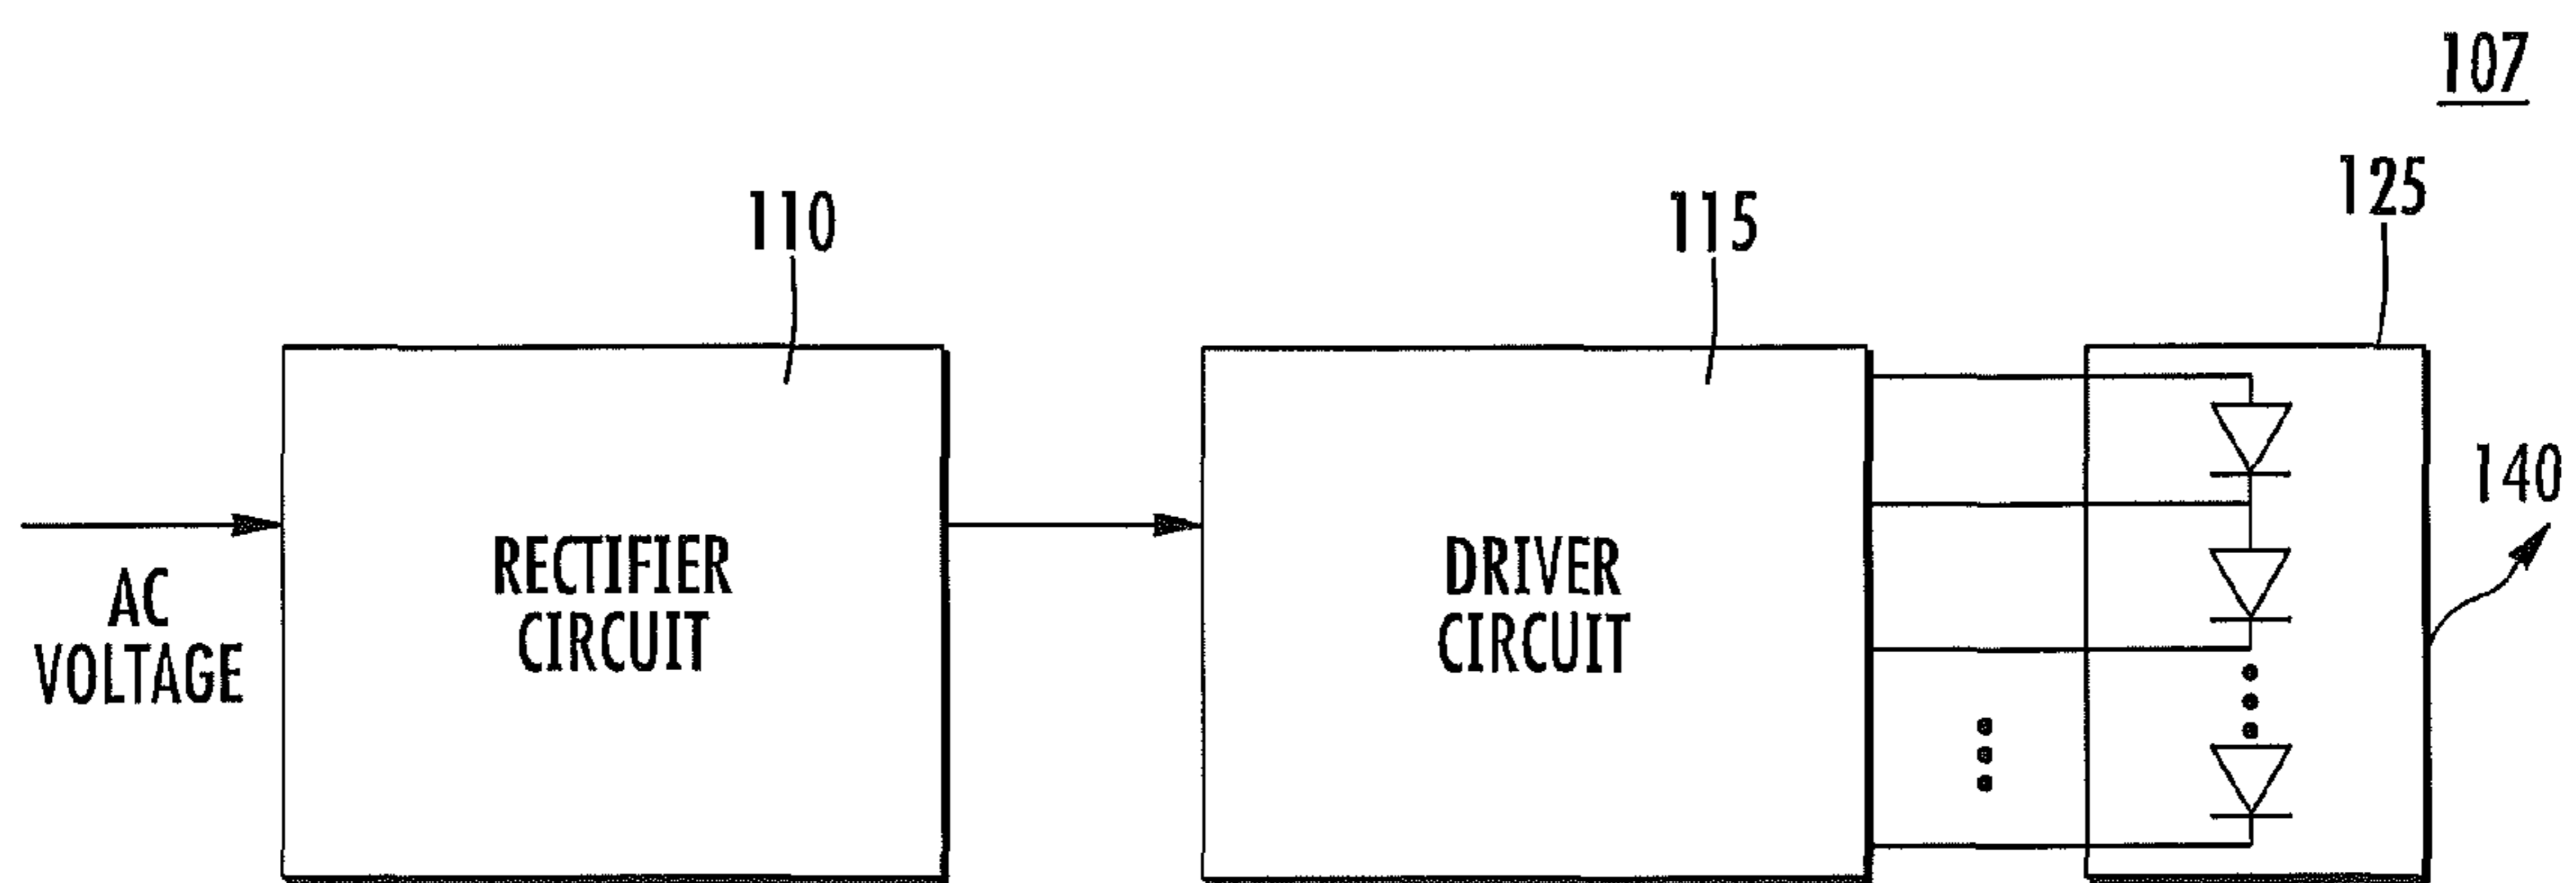 107
125
110
115
140
RECTIFIER
CIRCUIT
DRIVER
CIRCUIT
AC
VOLTAGE